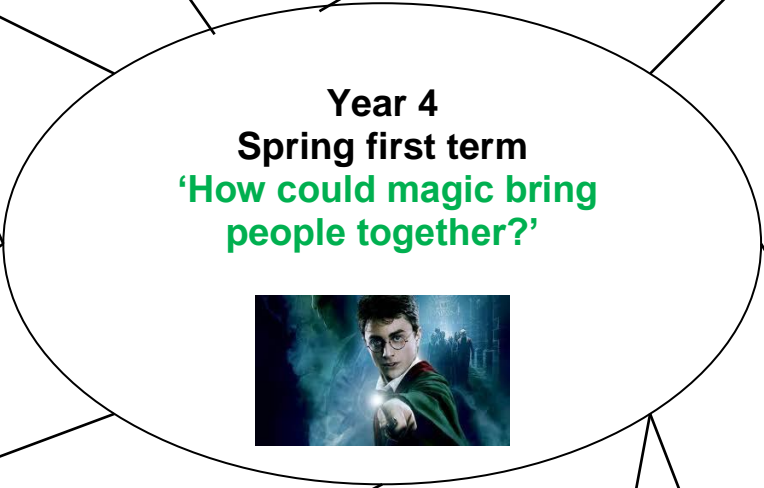 Year 4
Spring first term
‘How could magic bring
people together?’